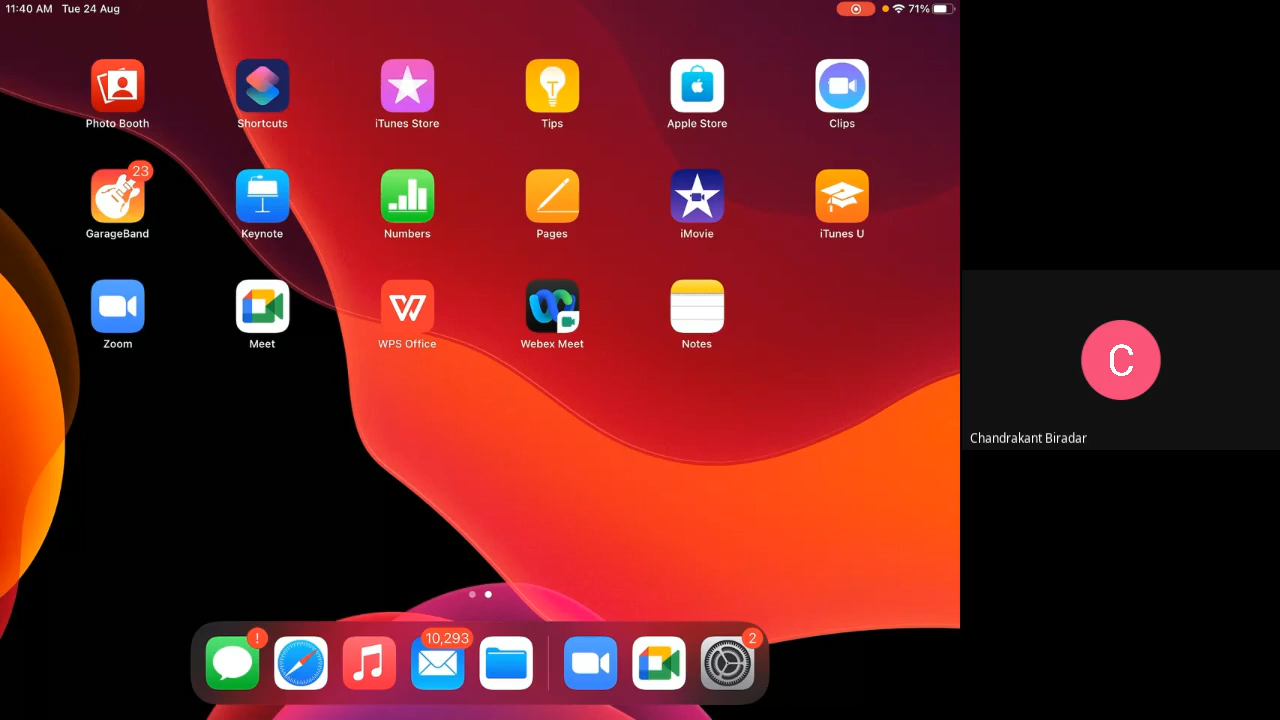 11:40 AM Tue 24 Aug
71%
Photo Booth
Shortcuts
iTunes Store
Tips
Apple Store
Clips
23
GarageBand
Keynote
Numbers
Pages
iMovie
iTunes U
Zoom
Meet
WPS Office
Webex Meet
Notes
C
Chandrakant Biradar
!
10,293
2